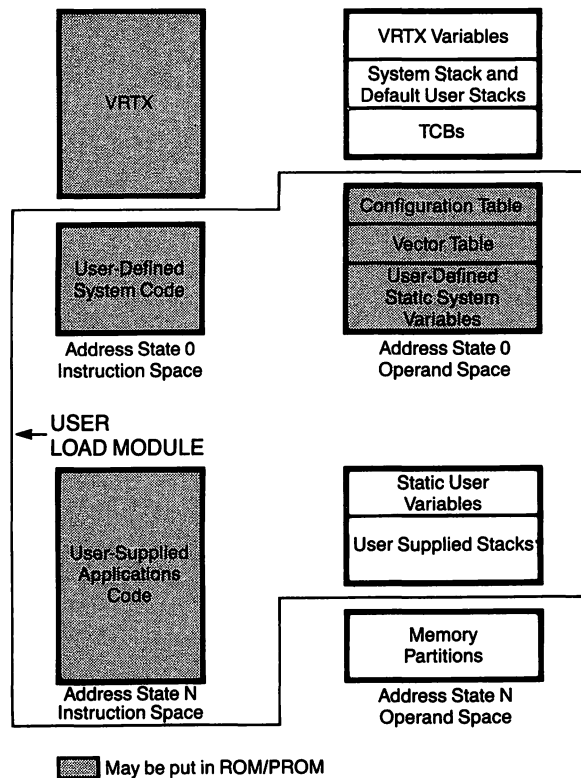 VRTX
VRTX Variables
System Stack and
Default User Stacks
TCBs
User-Defined
System Code
Configuration Table
Vector Table
User-Defined
Static System
Variables
Address State 0
Instruction Space
Address State 0
Operand Space
USER
LOAD MODULE
User-Supplied
Applications
Code
Static User
Variables
User Supplied Stacks
Memory
Partitions
Address State N
Instruction Space
Address State N
Operand Space
May be put in ROM/PROM